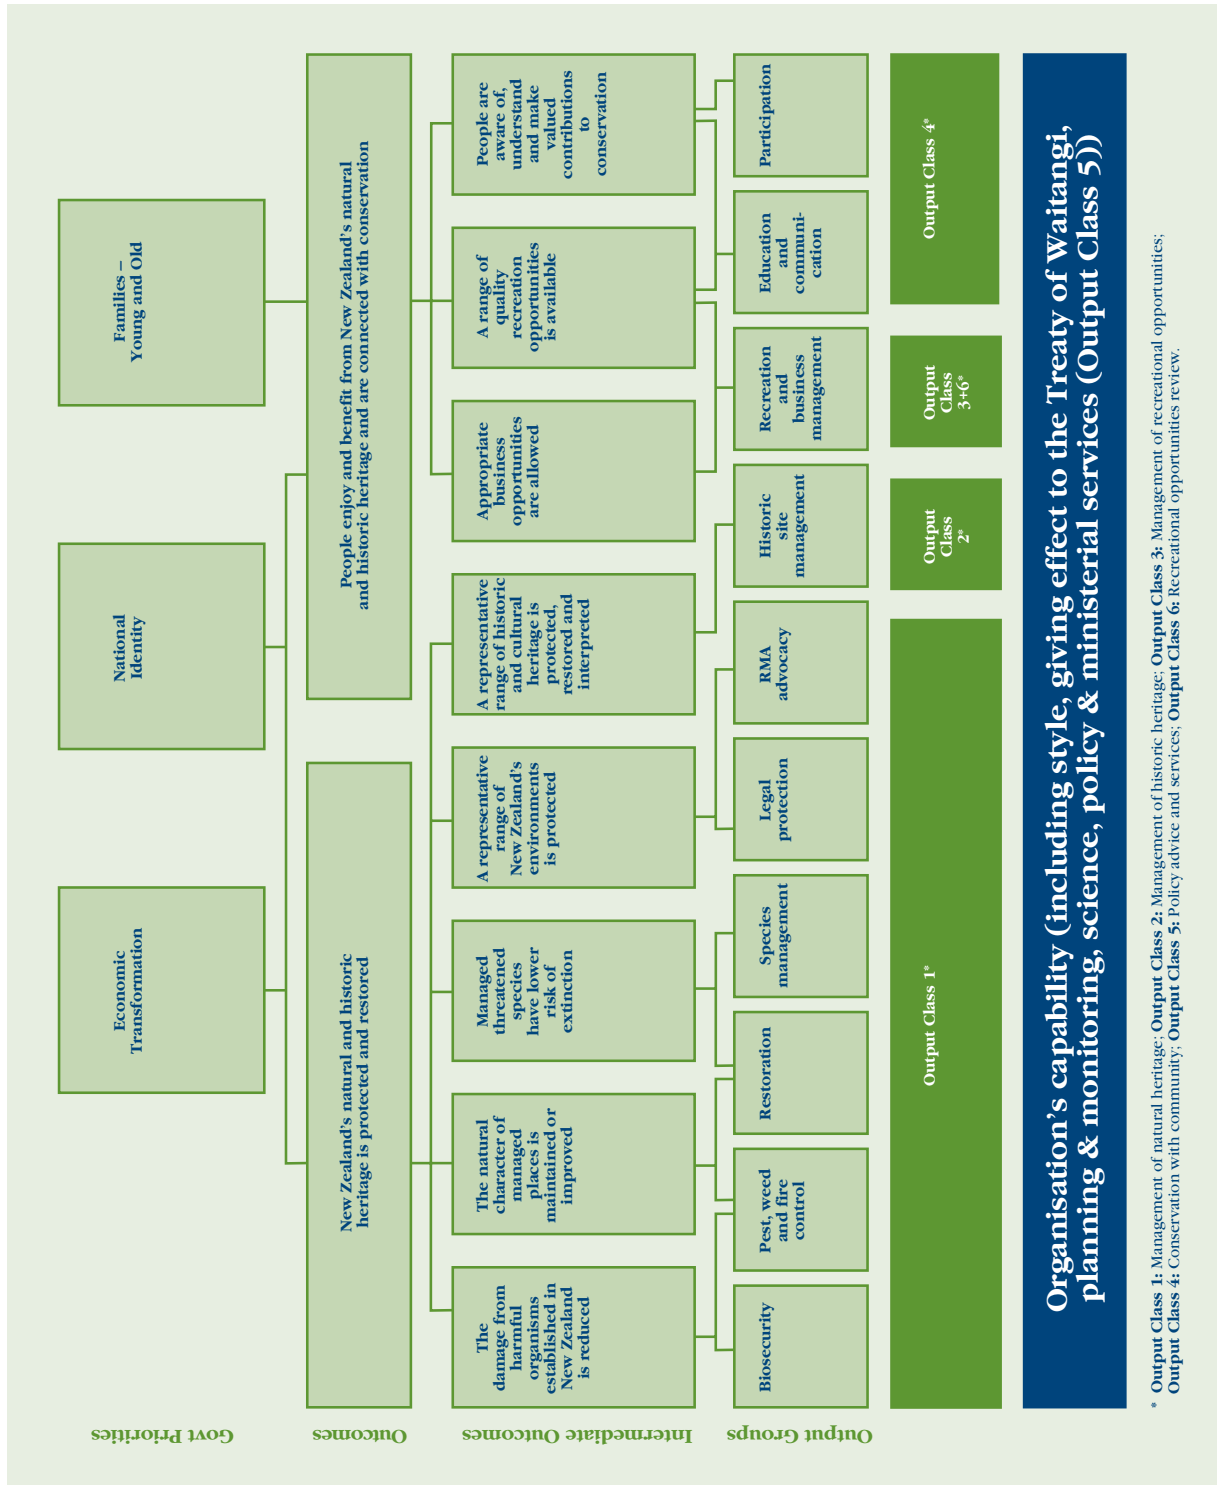 Govt Priorities
Economic
Transformation
National
Identity
Families –
Young and Old
Outcomes
New Zealand's natural and historic
heritage is protected and restored
People enjoy and benefit from New Zealand's natural
and historic heritage and are connected with conservation
Intermediate Outcomes
The
damage from
harmful
organisms
established in
New Zealand
is reduced
The natural
character of
managed
places is
maintained or
improved
Managed
threatened
species
have lower
risk of
extinction
A representative
range of
New Zealand's
environments
is protected
A representative
range of historic
and cultural
heritage is
protected,
restored and
interpreted
Appropriate
business
opportunities
are allowed
A range of
quality
recreation
opportunities
is available
People are
aware of,
understand
and make
valued
contributions
to
conservation
Output Groups
Biosecurity
Pest, weed
and fire
control
Restoration
Species
management
Legal
protection
RMA
advocacy
Historic
site
management
Recreation
and
business
management
Education
and
communi-
cation
Participation
Output Class 1*
Output
Class
2*
Output
Class
3+6*
Output Class 4*
Organisation's capability (including style, giving effect to the Treaty of Waitangi,
planning & monitoring, science, policy & ministerial services (Output Class 5))
* Output Class 1: Management of natural heritage; Output Class 2: Management of historic heritage; Output Class 3: Management of recreational opportunities;
Output Class 4: Conservation with community; Output Class 5: Policy advice and services; Output Class 6: Recreational opportunities review.